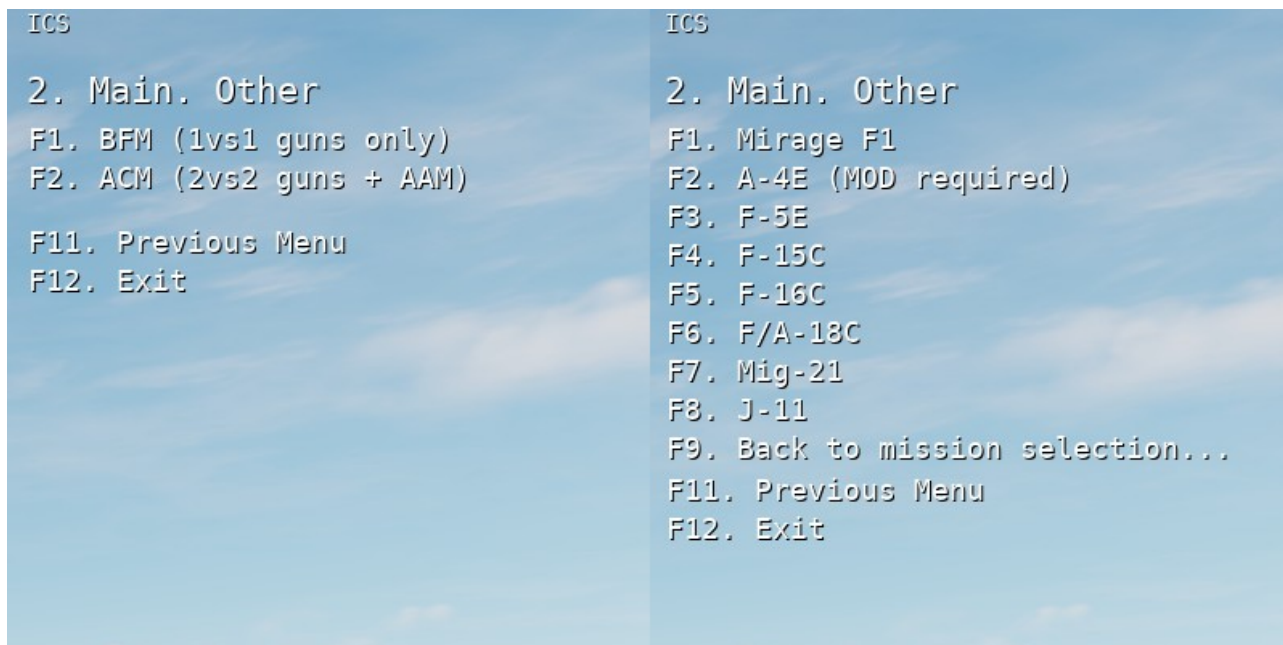 ICS
2. Main. Other
F1. BFM (1vs1 guns only)
F2. ACM (2vs2 guns + AAM)
F11. Previous Menu
F12. Exit
ICS
2. Main. Other
F1. Mirage F1
F2. A-4E (MOD required)
F3. F-5E
F4. F-15C
F5. F-16C
F6. F/A-18C
F7. Mig-21
F8. J-11
F9. Back to mission selection...
F11. Previous Menu
F12. Exit